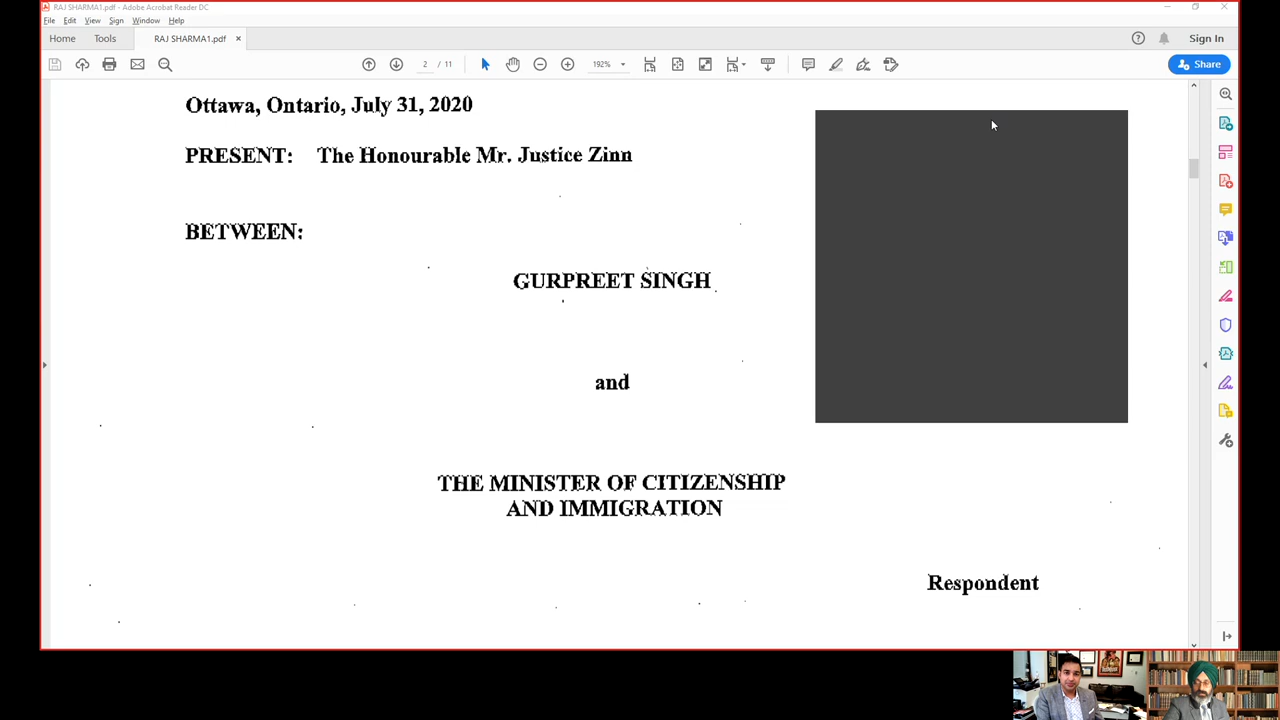 RAJ SHARMA1.pdf - Adobe Acrobat Reader DC
File Edit View Sign Window Help
Home Tools RAJ SHARMA1.pdf × Sign In
2 / 11 192% Share
Ottawa, Ontario, July 31, 2020
PRESENT: The Honourable Mr. Justice Zinn
BETWEEN:
GURPREET SINGH
and
THE MINISTER OF CITIZENSHIP
AND IMMIGRATION
Respondent